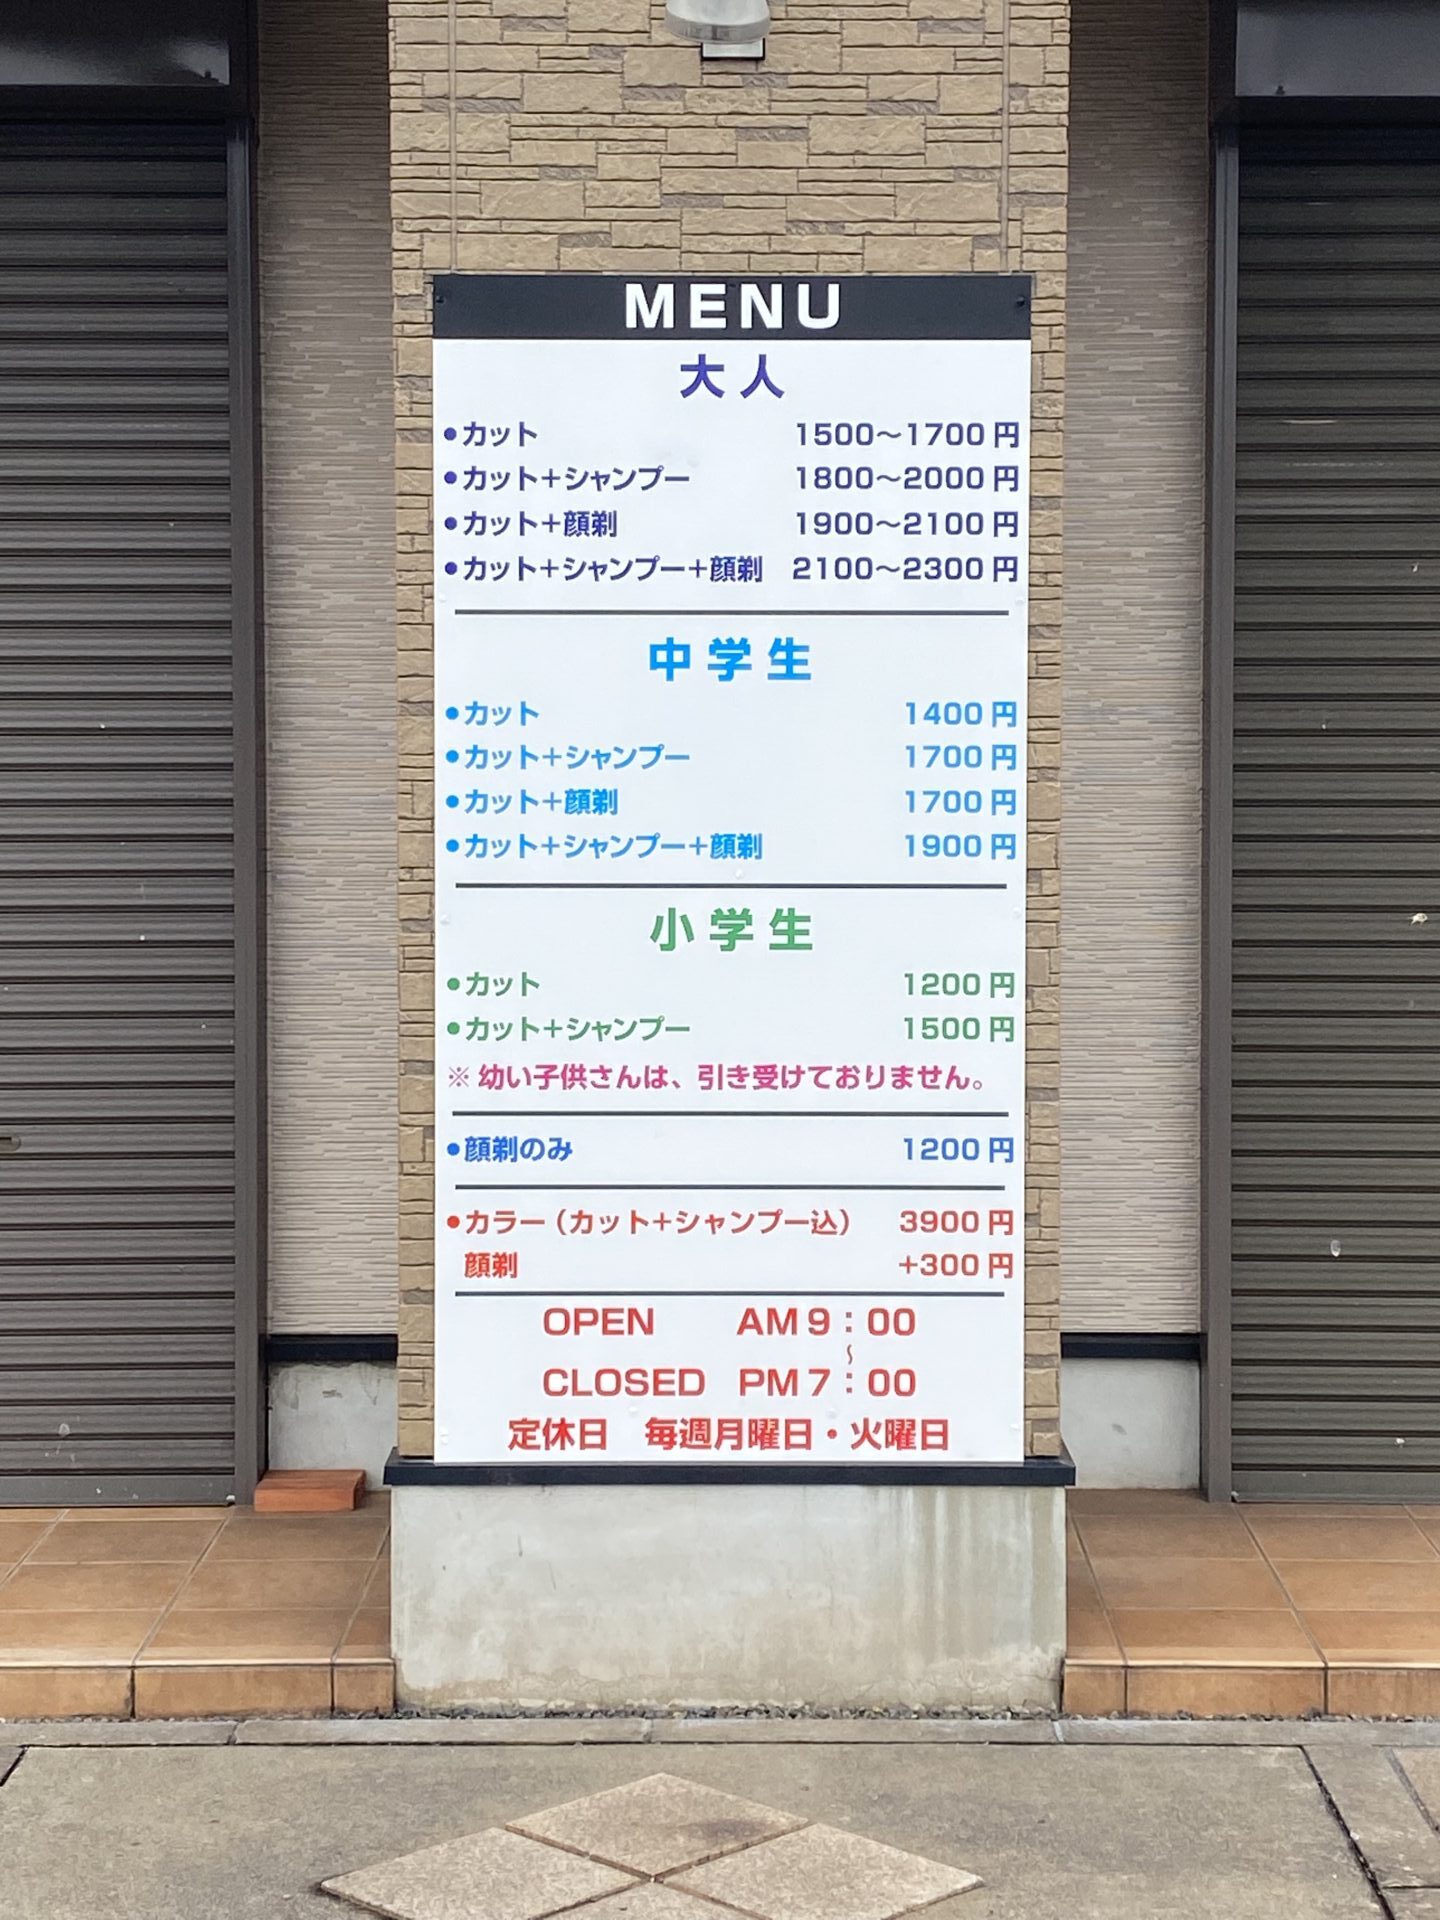 MENU
大人
●カット 1500～1700円
●カット+シャンプー 1800～2000円
●カット+顔剃 1900～2100円
●カット+シャンプー+顔剃 2100～2300円
中学生
●カット 1400円
●カット+シャンプー 1700円
●カット+顔剃 1700円
●カット+シャンプー+顔剃 1900円
小学生
●カット 1200円
●カット+シャンプー 1500円
※幼い子供さんは、引き受けておりません。
●顔剃のみ 1200円
●カラー（カット+シャンプー込） 3900円
顔剃 +300円
OPEN AM9：00
～
CLOSED PM7：00
定休日 毎週月曜日・火曜日